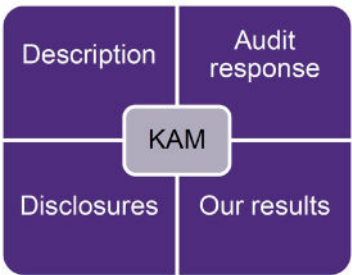 Description
Audit
response
KAM
Disclosures
Our results